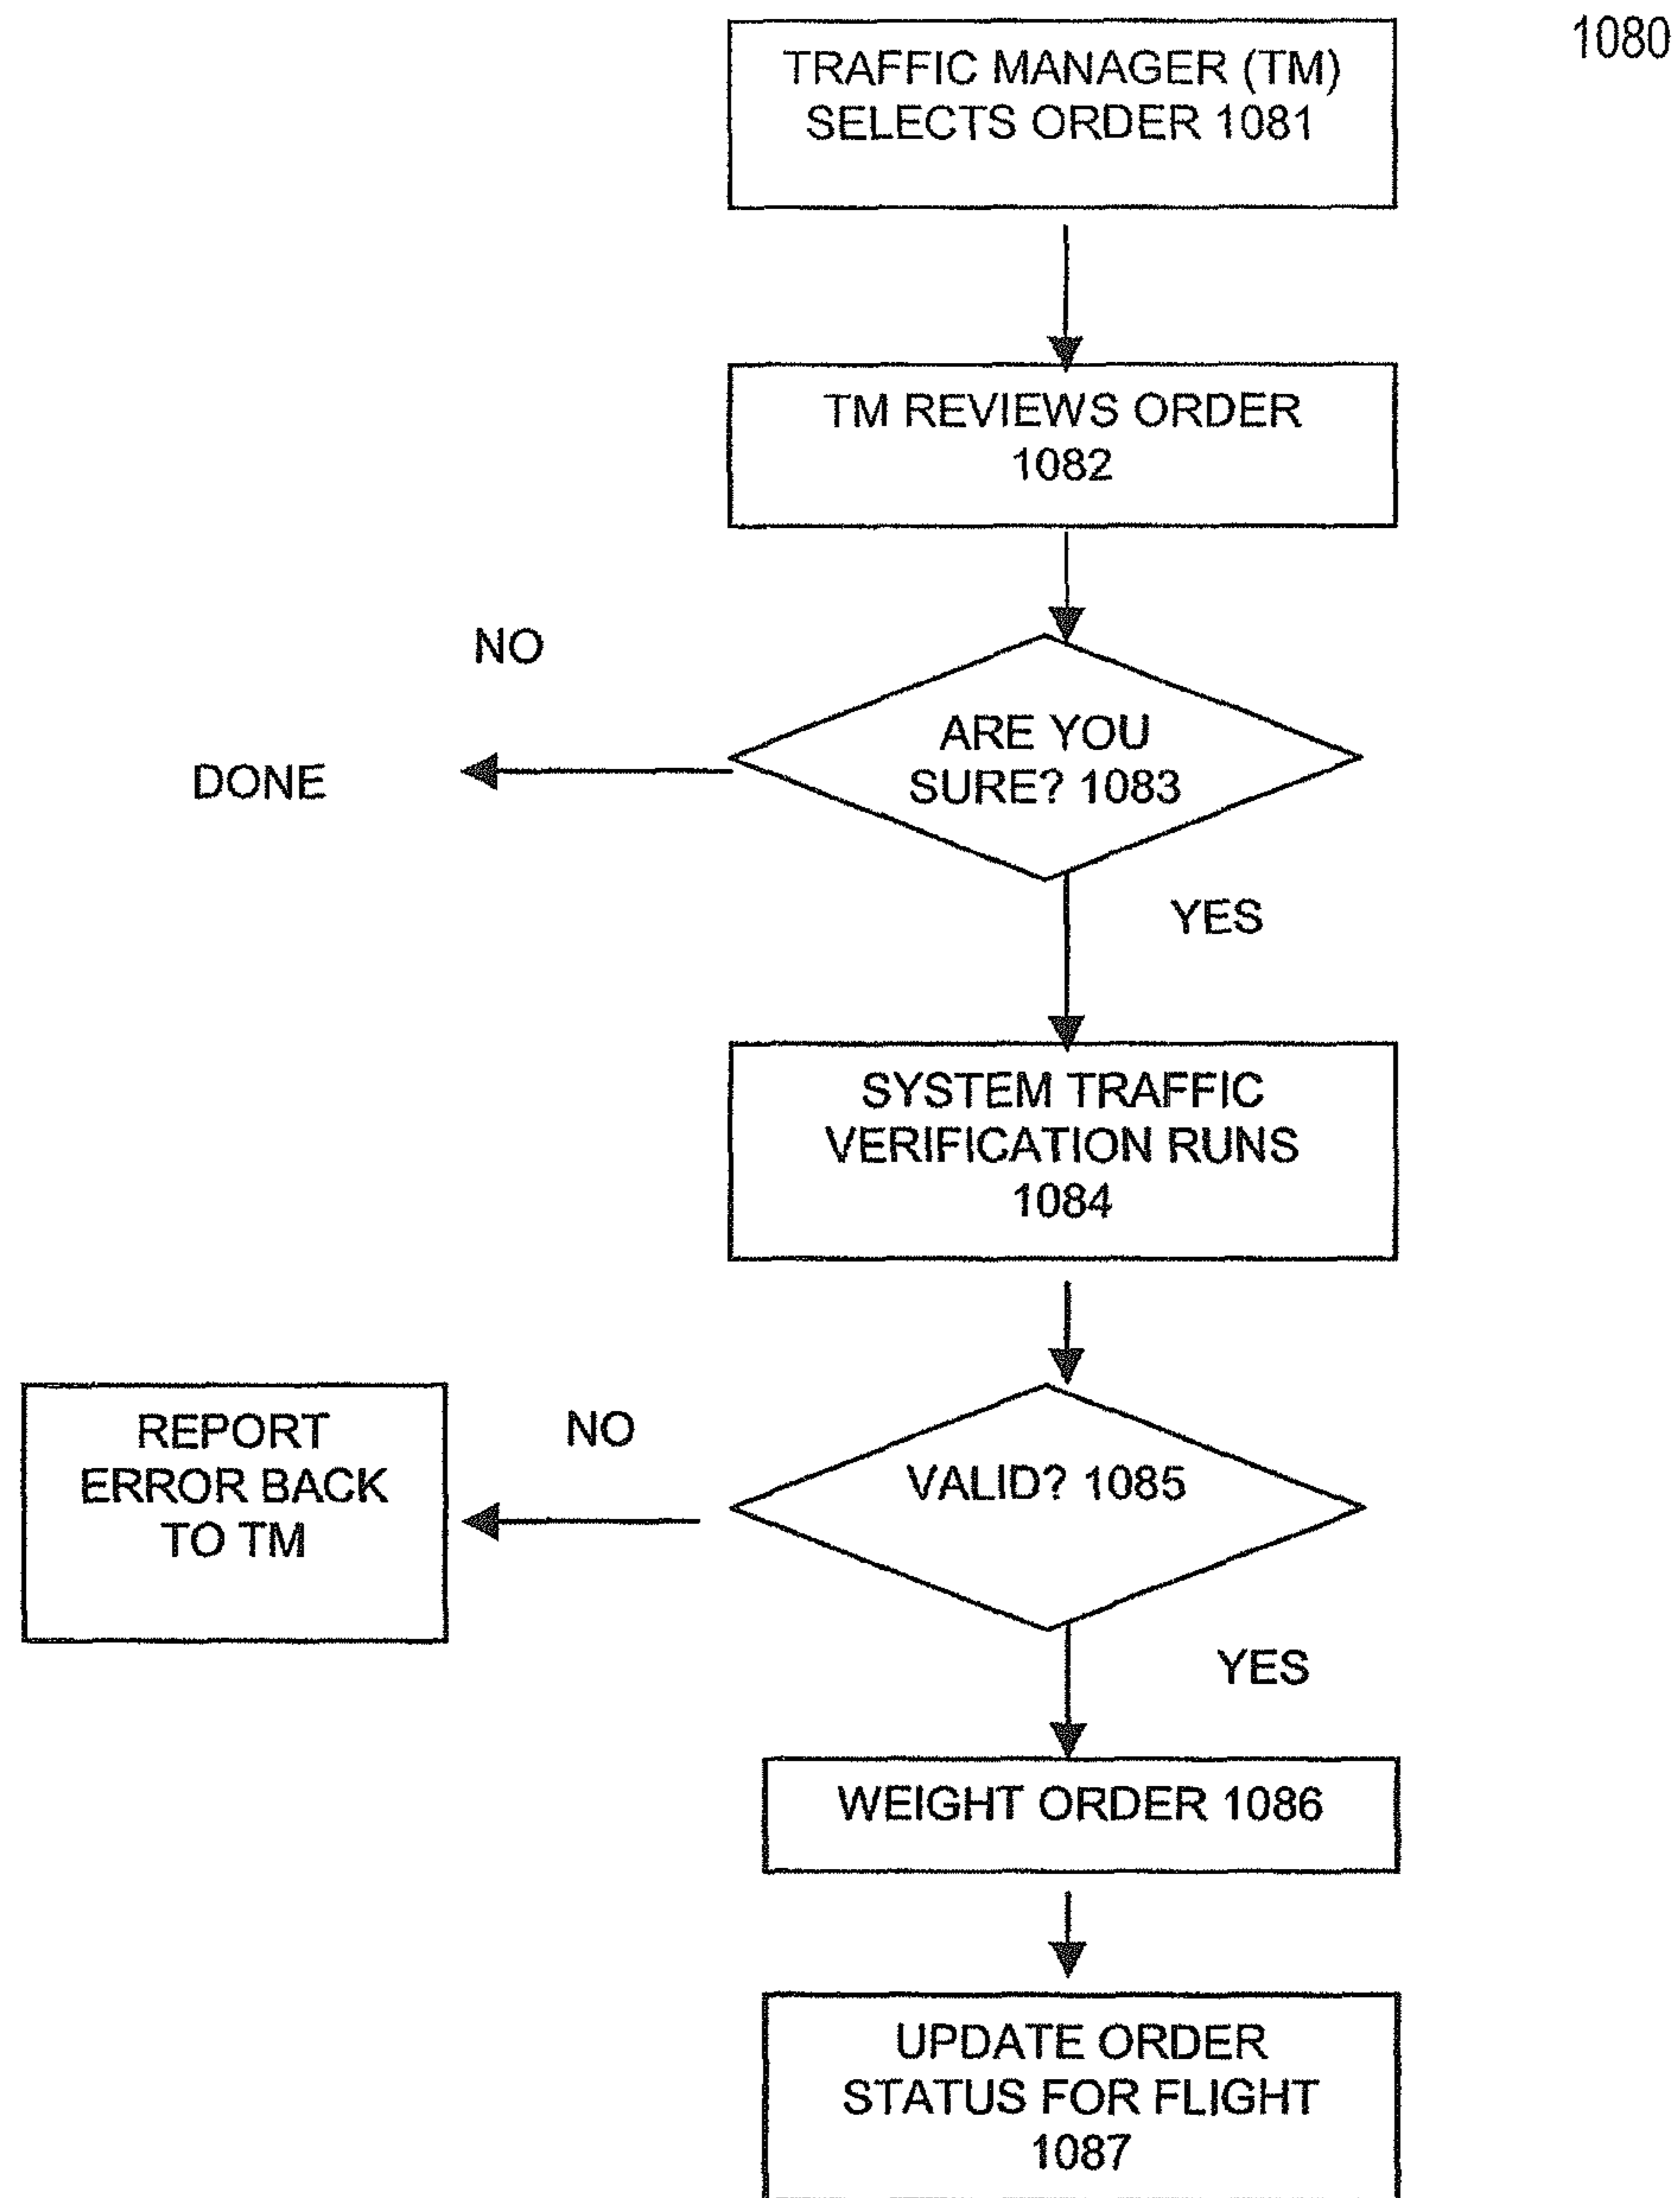 1080
TRAFFIC MANAGER (TM)
SELECTS ORDER 1081
TM REVIEWS ORDER
1082
NO
ARE YOU
SURE? 1083
DONE
YES
SYSTEM TRAFFIC
VERIFICATION RUNS
1084
REPORT
ERROR BACK
TO TM
NO
VALID? 1085
YES
WEIGHT ORDER 1086
UPDATE ORDER
STATUS FOR FLIGHT
1087